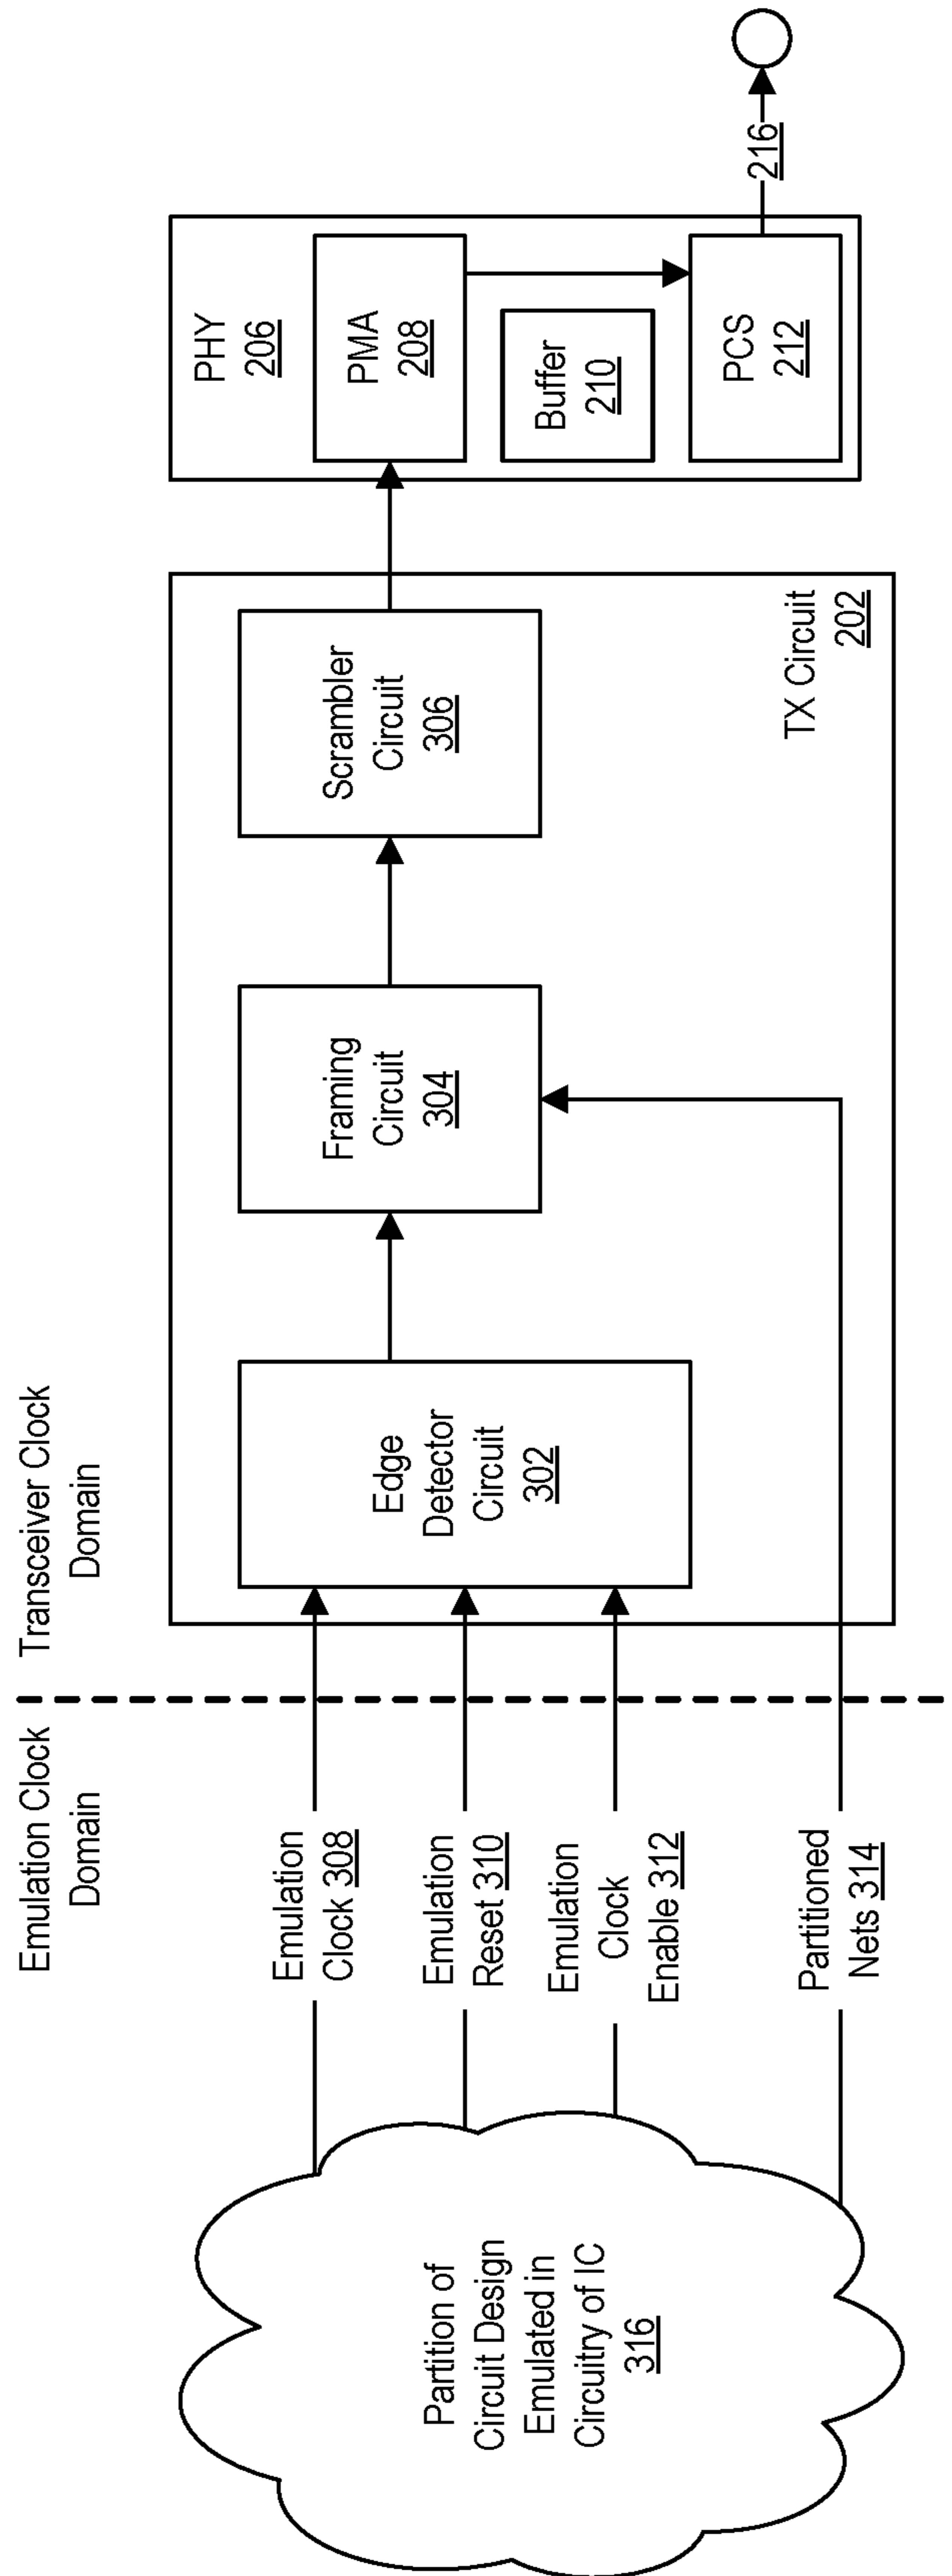 Emulation Clock
Domain
Transceiver Clock
Domain
Partition of
Circuit Design
Emulated in
Circuitry of IC
316
Emulation
Clock 308
Emulation
Reset 310
Emulation
Clock
Enable 312
Partitioned
Nets 314
Edge
Detector
Circuit
302
Framing
Circuit
304
Scrambler
Circuit
306
TX Circuit
202
PHY
206
PMA
208
Buffer
210
PCS
212
216